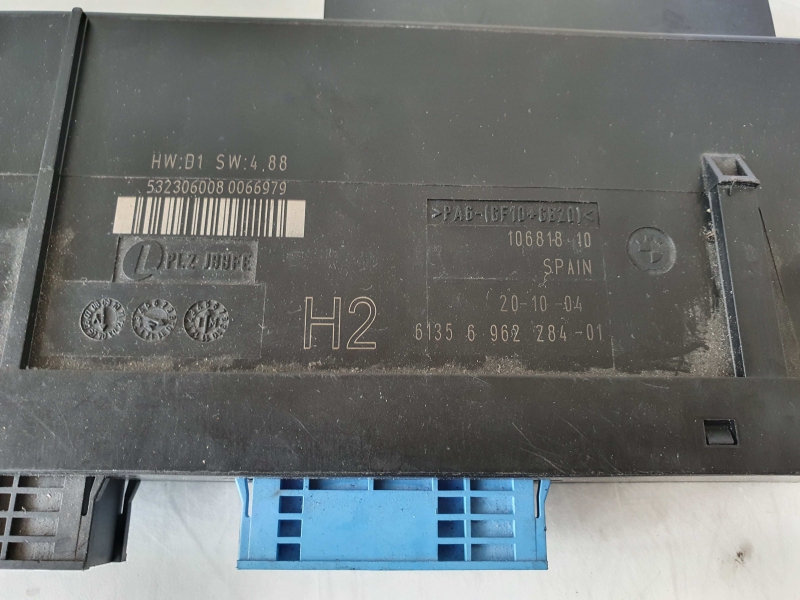 HW:D1 SW:4.88
532306008 0066979
>PA6-(GF10+GB20)<
106818-10
SPAIN
20-10-04
H2
6135 6 962 284-01